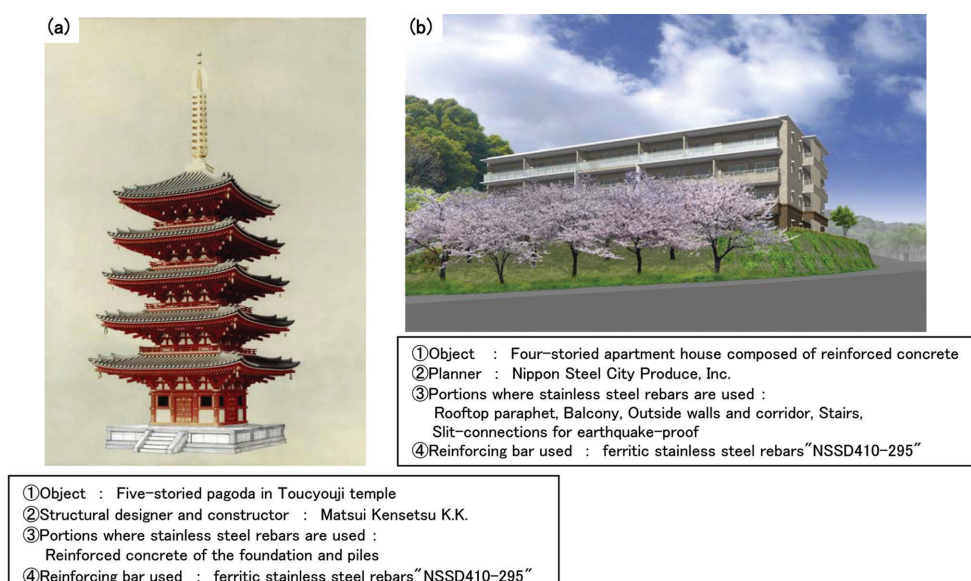 (a)
①Object : Five-storied pagoda in Toucyouji temple
②Structural designer and constructor : Matsui Kensetsu K.K.
③Portions where stainless steel rebars are used :
Reinforced concrete of the foundation and piles
④Reinforcing bar used : ferritic stainless steel rebars"NSSD410-295"
(b)
①Object : Four-storied apartment house composed of reinforced concrete
②Planner : Nippon Steel City Produce, Inc.
③Portions where stainless steel rebars are used :
Rooftop paraphet, Balcony, Outside walls and corridor, Stairs,
Slit-connections for earthquake-proof
④Reinforcing bar used : ferritic stainless steel rebars"NSSD410-295"